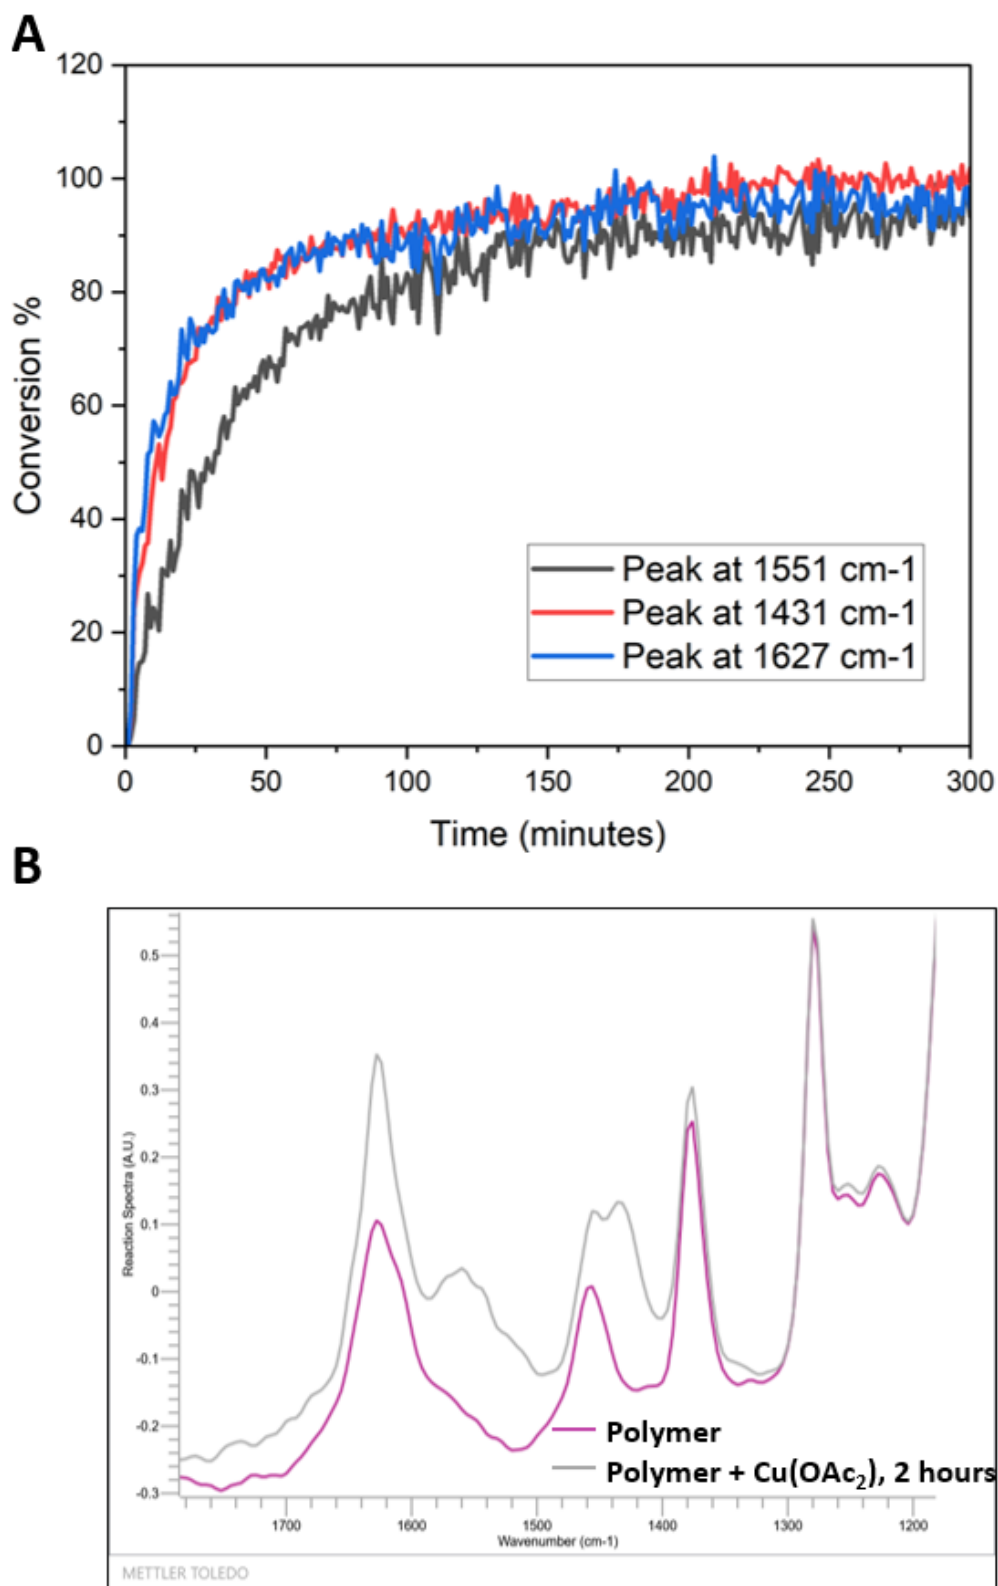 A
120
100
80
60
40
20
0
Conversion %
Peak at 1551 cm-1
Peak at 1431 cm-1
Peak at 1627 cm-1
0 50 100 150 200 250 300
Time (minutes)
B
0.5
0.4
0.3
0.2
0.1
0
-0.1
-0.2
-0.3
Reaction Spectra (A.U.)
Polymer
Polymer + Cu(OAc₂), 2 hours
1700 1600 1500 1400 1300 1200
Wavenumber (cm-1)
METTLER TOLEDO